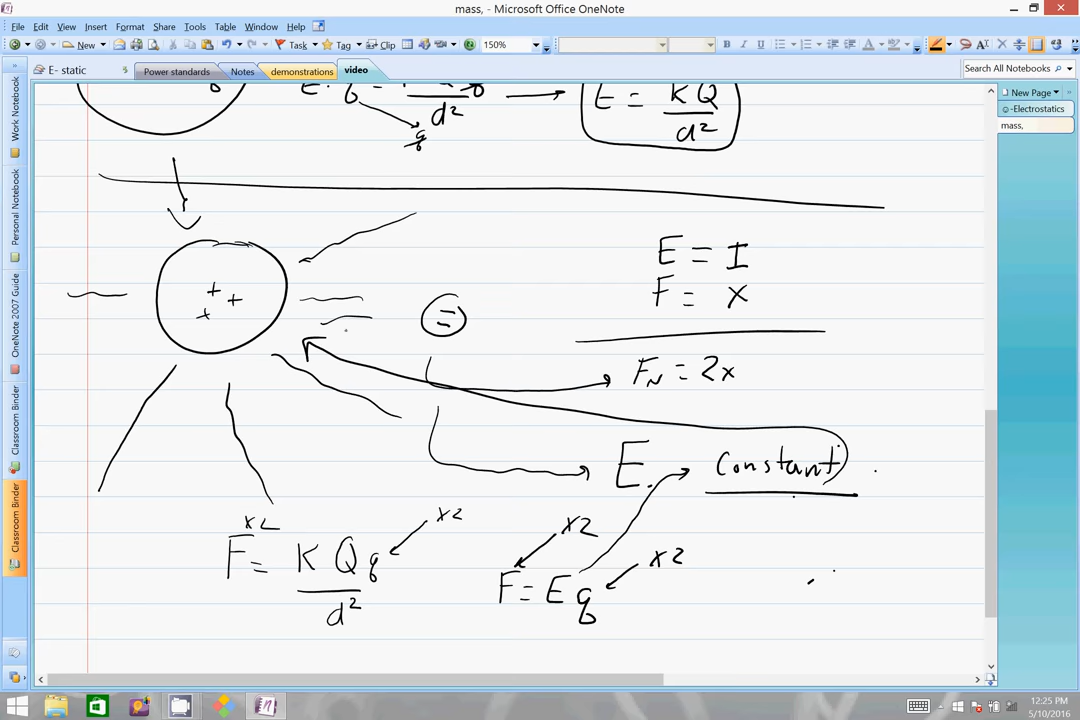 mass, - Microsoft Office OneNote
File Edit View Insert Format Share Tools Table Window Help
New Task Tag Clip 150%
E- static Power standards Notes demonstrations video Search All Notebooks
New Page
-Electrostatics
mass,
Work Notebook
Personal Notebook
OneNote 2007 Guide
Classroom Binder
Classroom Binder
E = KQ
d²
d²
E = I
F = X
F_N = 2x
E. Constant
x2
x2
F = KQq
d²
x2
F = Eq
x2
12:25 PM
5/10/2016